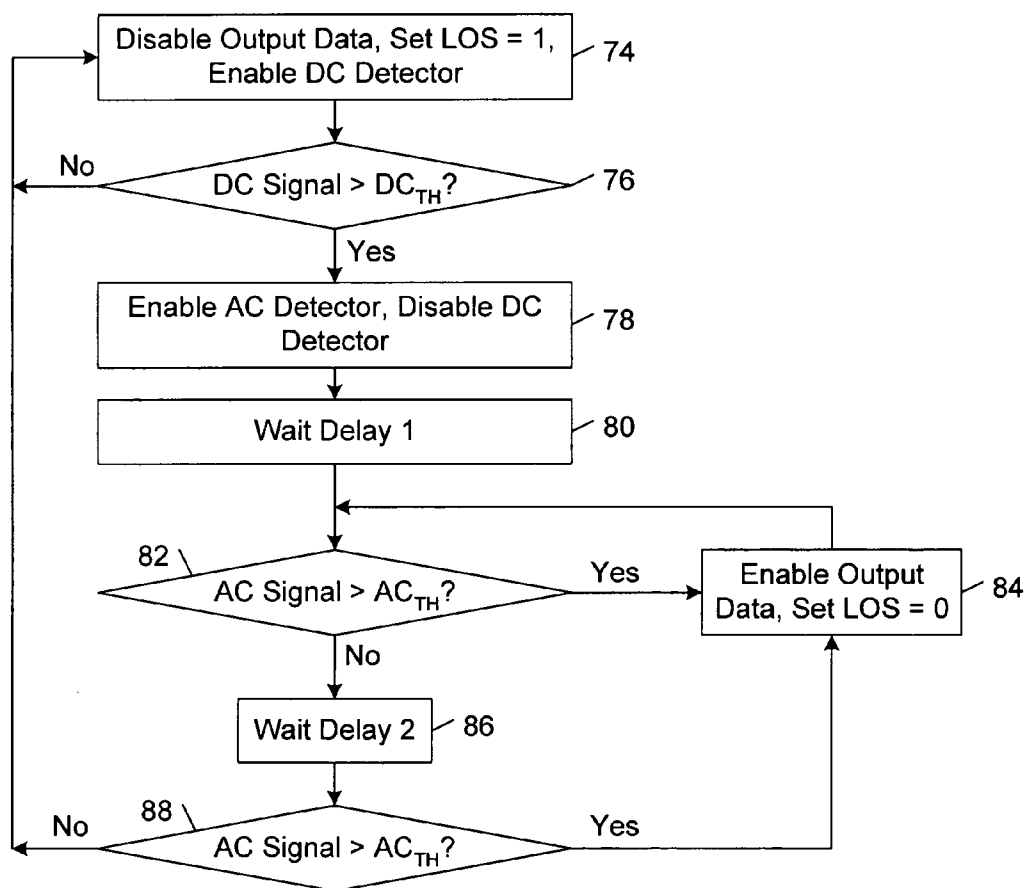 Disable Output Data, Set LOS = 1,
Enable DC Detector
74
No
DC Signal > DC_TH?
76
Yes
Enable AC Detector, Disable DC
Detector
78
Wait Delay 1
80
82
AC Signal > AC_TH?
Yes
Enable Output
Data, Set LOS = 0
84
No
Wait Delay 2
86
88
No
AC Signal > AC_TH?
Yes